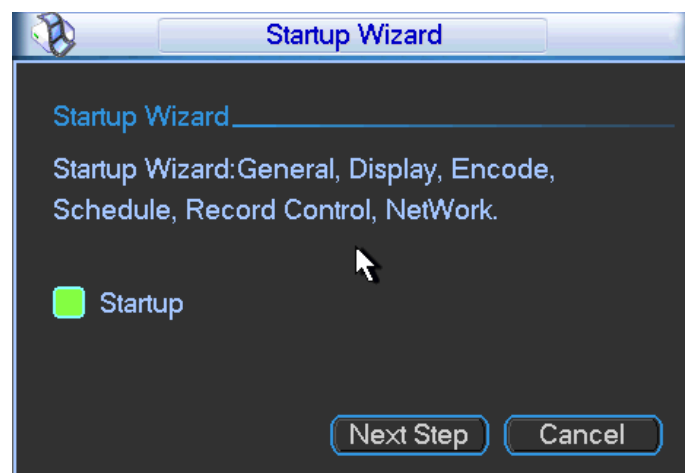 Startup Wizard
Startup Wizard
Startup Wizard:General, Display, Encode,
Schedule, Record Control, NetWork.
Startup
Next Step Cancel